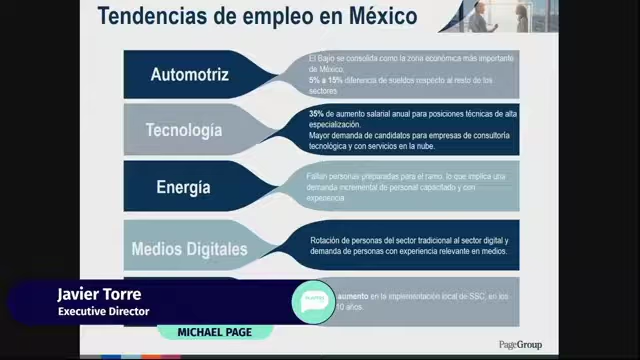 Tendencias de empleo en México
Automotriz
El Bajío se consolida como la zona económica más importante
de México.
5% a 15% diferencia de sueldos respecto al resto de los
sectores
Tecnología
35% de aumento salarial anual para posiciones técnicas de alta
especialización.
Mayor demanda de candidatos para empresas de consultoría
tecnológica y con servicios en la nube.
Energía
Faltan personas preparadas para el ramo, lo que implica una
demanda incremental de personal capacitado y con
experiencia
Medios Digitales
Rotación de personas del sector tradicional al sector digital y
demanda de personas con experiencia relevante en medios.
aumento en la implementación local de SSC, en los
10 años.
Javier Torre
Executive Director
MICHAEL PAGE
PageGroup